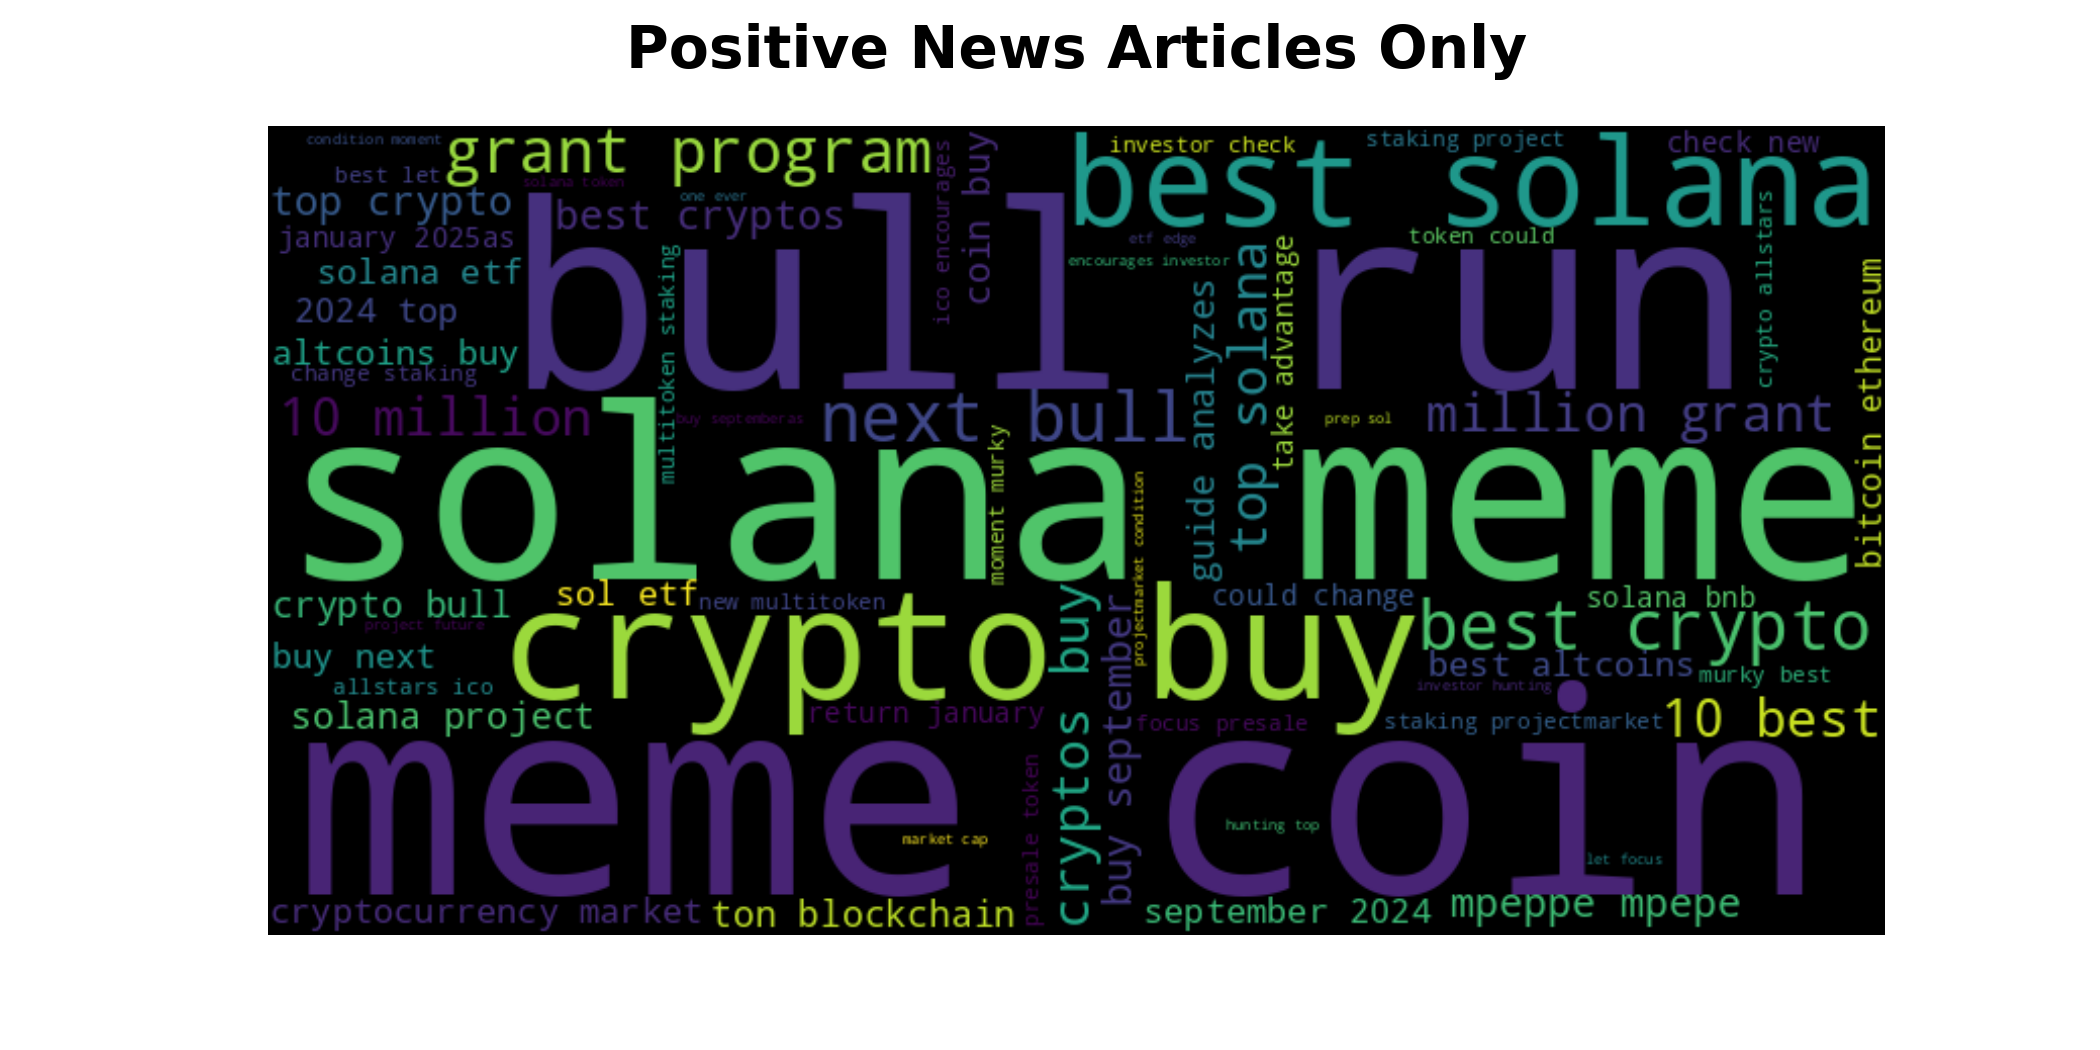 Positive News Articles Only
condition moment
grant program
investor check
staking project
check new
best let
solana token
one ever
top crypto
best cryptos
ico encourages
coin buy
best solana
january 2025as
solana etf
2024 top
altcoins buy
change staking
bull run
multitoken staking
etf edge
encourages investor
token could
crypto allstars
guide analyzes
top solana
take advantage
bitcoin ethereum
10 million
buy septemberas
next bull
prep sol
million grant
solana meme
moment murky
projectmarket condition
crypto bull
sol etf
new multitoken
could change
solana bnb
project future
crypto buy
best crypto
buy next
allstars ico
best altcoins
murky best
investor hunting
solana project
return january
cryptos buy
buy september
focus presale
staking projectmarket
10 best
meme coin
market cap
presale token
hunting top
let focus
cryptocurrency market
ton blockchain
september 2024
mpeppe mpepe